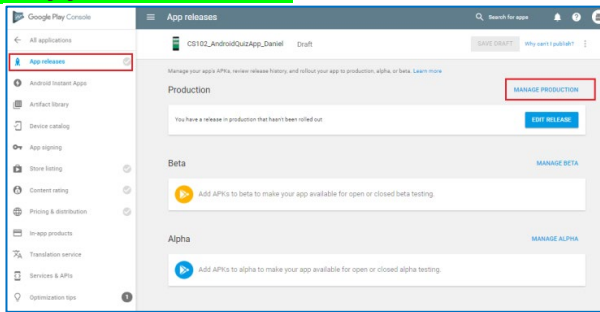 Google Play Console
App releases
Search for apps
All applications
CS102_AndroidQuizApp_Daniel
Draft
SAVE DRAFT
Why can't I publish?
App releases
Manage your app's APKs, review release history, and rollout your app to production, alpha, or beta. Learn more
Android Instant Apps
Production
MANAGE PRODUCTION
Artifact library
Device catalog
You have a release in production that hasn't been rolled out
EDIT RELEASE
App signing
Store listing
Beta
MANAGE BETA
Content rating
Add APKs to beta to make your app available for open or closed beta testing.
Pricing & distribution
In-app products
Alpha
MANAGE ALPHA
Translation service
Add APKs to alpha to make your app available for open or closed alpha testing.
Services & APIs
Optimization tips
1